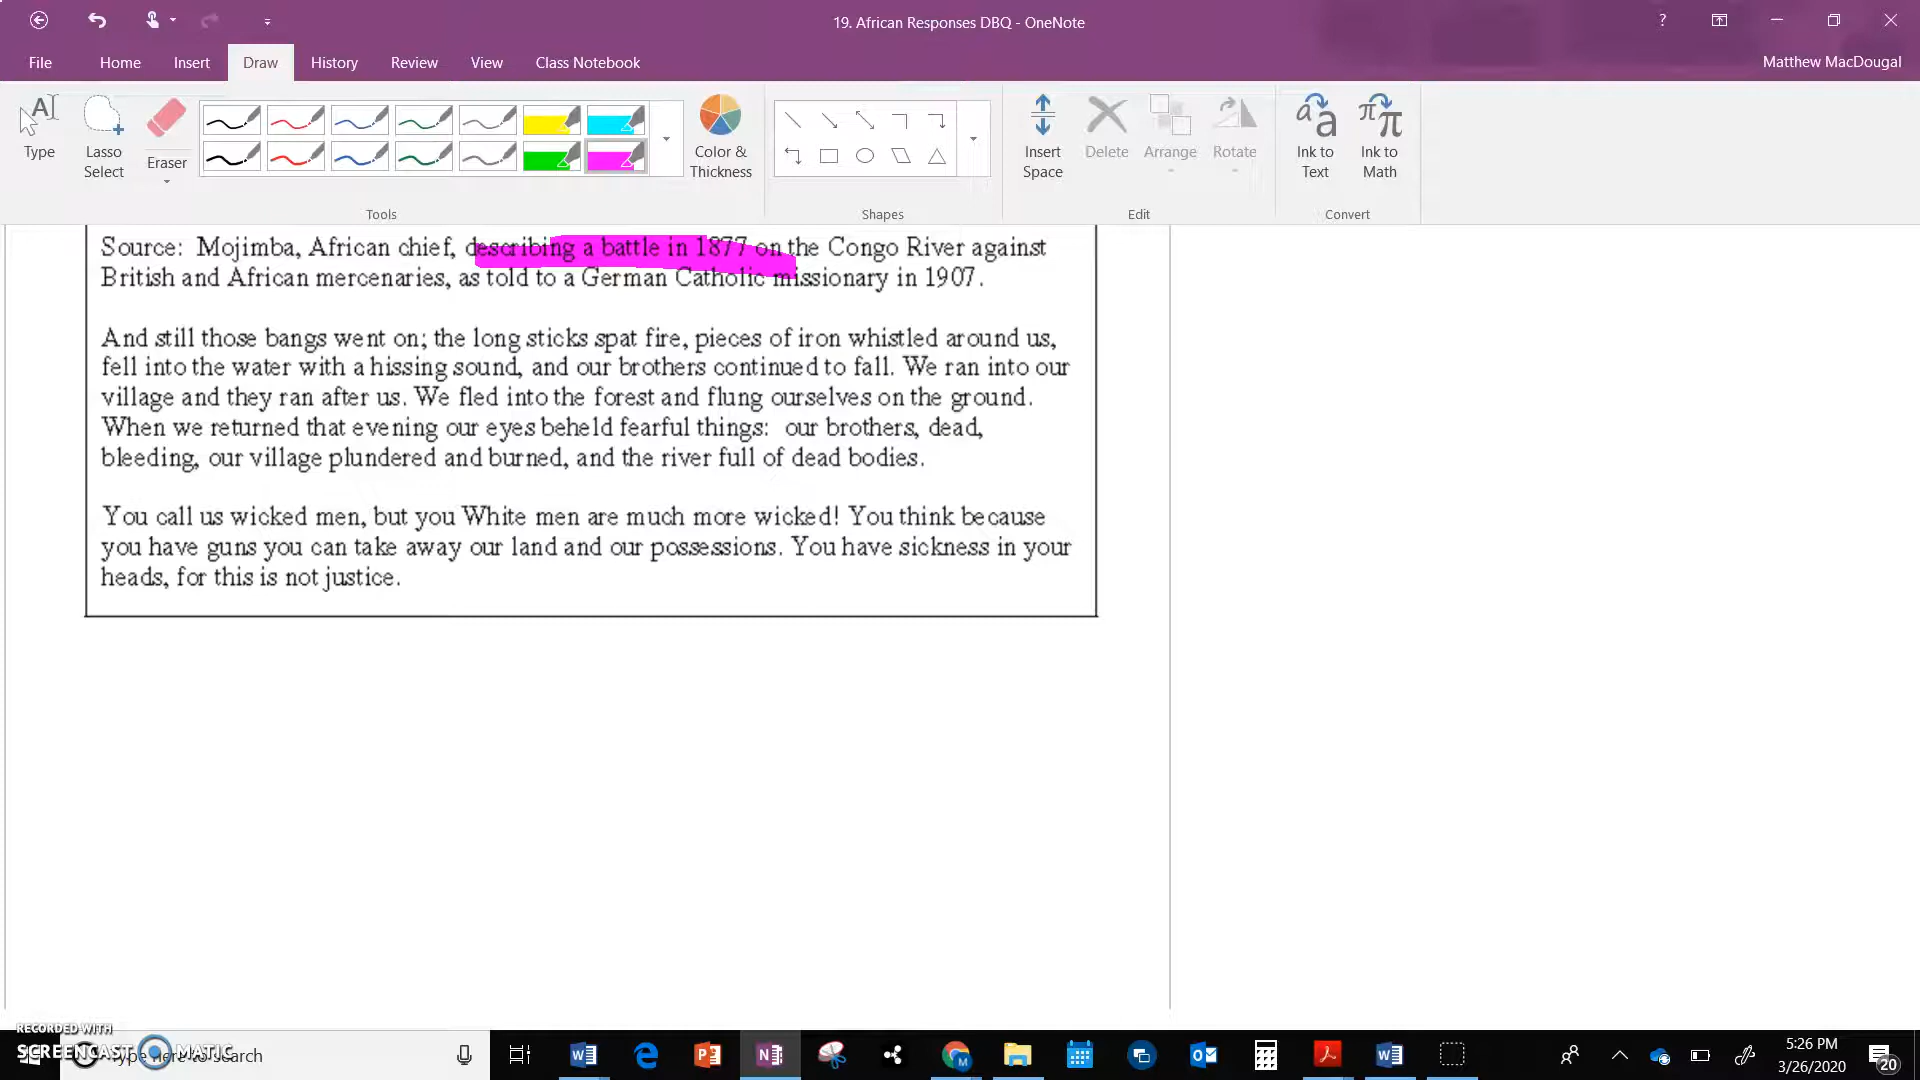 19. African Responses DBQ - OneNote
?
File
Home
Insert
Draw
History
Review
View
Class Notebook
Matthew MacDougal
Type
Lasso
Select
Eraser
Color &
Thickness
Insert
Space
Delete
Arrange
Rotate
Ink to
Text
Ink to
Math
Tools
Shapes
Edit
Convert
Source: Mojimba, African chief, describing a battle in 1877 on the Congo River against
British and African mercenaries, as told to a German Catholic missionary in 1907.
And still those bangs went on; the long sticks spat fire, pieces of iron whistled around us,
fell into the water with a hissing sound, and our brothers continued to fall. We ran into our
village and they ran after us. We fled into the forest and flung ourselves on the ground.
When we returned that evening our eyes beheld fearful things: our brothers, dead,
bleeding, our village plundered and burned, and the river full of dead bodies.
You call us wicked men, but you White men are much more wicked! You think because
you have guns you can take away our land and our possessions. You have sickness in your
heads, for this is not justice.
RECORDED WITH
SCREENCAST MATIC
Type here to search
5:26 PM
3/26/2020
20